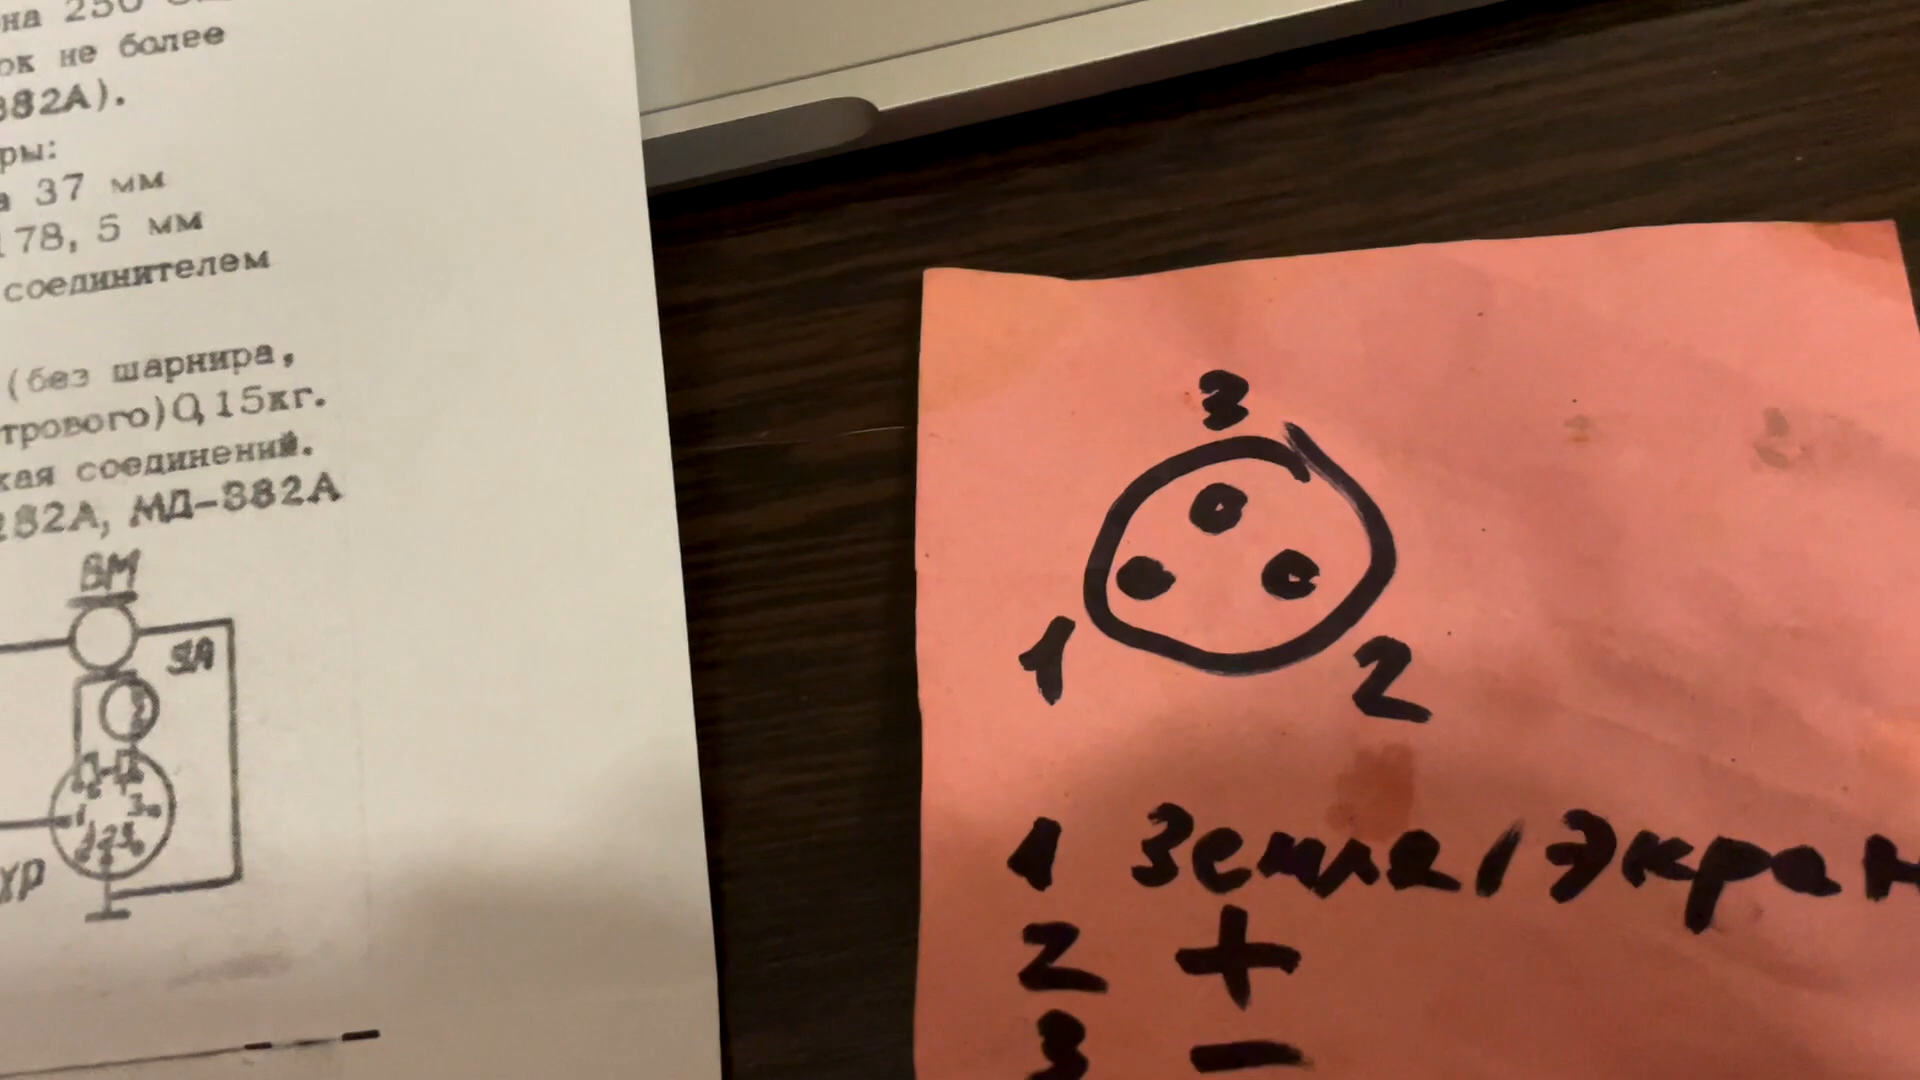 на 250
ок не более
382А).
ры:
а 37 мм
178, 5 мм
соединителем
(без шарнира,
трового)0,15кг.
кая соединений.
282А, МД-382А
ВМ
SA
ХР
3
1
2
1 Земля/Экран
2 +
3 -